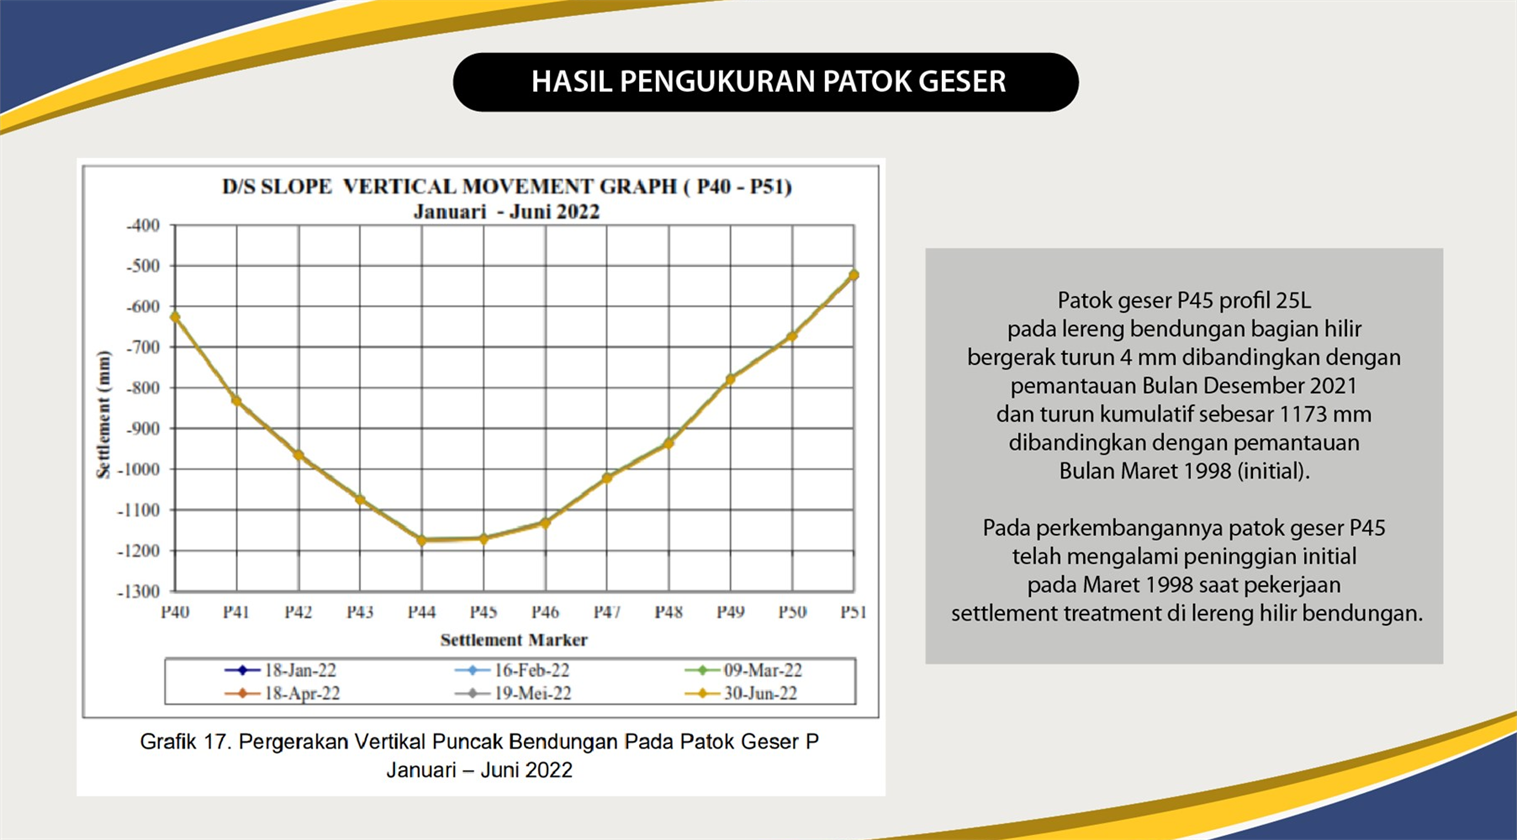 HASIL PENGUKURAN PATOK GESER
D/S SLOPE VERTICAL MOVEMENT GRAPH ( P40 - P51)
Januari - Juni 2022
Settlement (mm)
-400
-500
-600
-700
-800
-900
-1000
-1100
-1200
-1300
P40 P41 P42 P43 P44 P45 P46 P47 P48 P49 P50 P51
Settlement Marker
18-Jan-22 16-Feb-22 09-Mar-22
18-Apr-22 19-Mei-22 30-Jun-22
Grafik 17. Pergerakan Vertikal Puncak Bendungan Pada Patok Geser P
Januari – Juni 2022
Patok geser P45 profil 25L
pada lereng bendungan bagian hilir
bergerak turun 4 mm dibandingkan dengan
pemantauan Bulan Desember 2021
dan turun kumulatif sebesar 1173 mm
dibandingkan dengan pemantauan
Bulan Maret 1998 (initial).
Pada perkembangannya patok geser P45
telah mengalami peninggian initial
pada Maret 1998 saat pekerjaan
settlement treatment di lereng hilir bendungan.